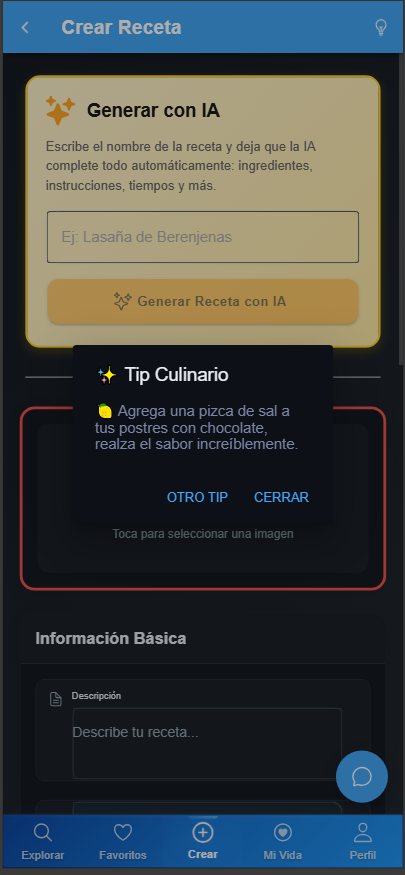 Crear Receta
Generar con IA
Escribe el nombre de la receta y deja que la IA
complete todo automáticamente: ingredientes,
instrucciones, tiempos y más.
Ej: Lasaña de Berenjenas
Generar Receta con IA
Tip Culinario
Agrega una pizca de sal a
tus postres con chocolate,
realza el sabor increíblemente.
OTRO TIP
CERRAR
Toca para seleccionar una imagen
Información Básica
Descripción
Describe tu receta...
Explorar
Favoritos
Crear
Mi Vida
Perfil